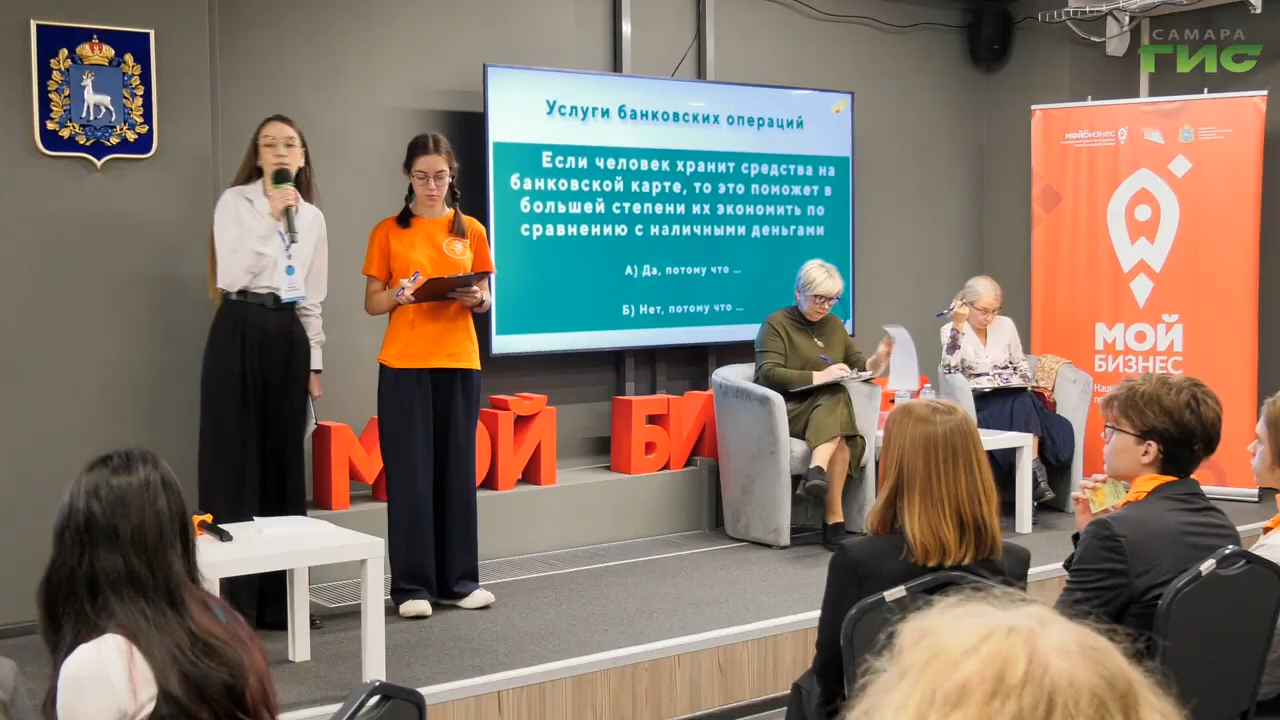 САМАРА
ГИС
Услуги банковских операций
Если человек хранит средства на
банковской карте, то это поможет в
большей степени их экономить по
сравнению с наличными деньгами
А) Да, потому что ...
Б) Нет, потому что ...
мойбизнес
МОЙ
БИЗНЕС
МОЙ БИ